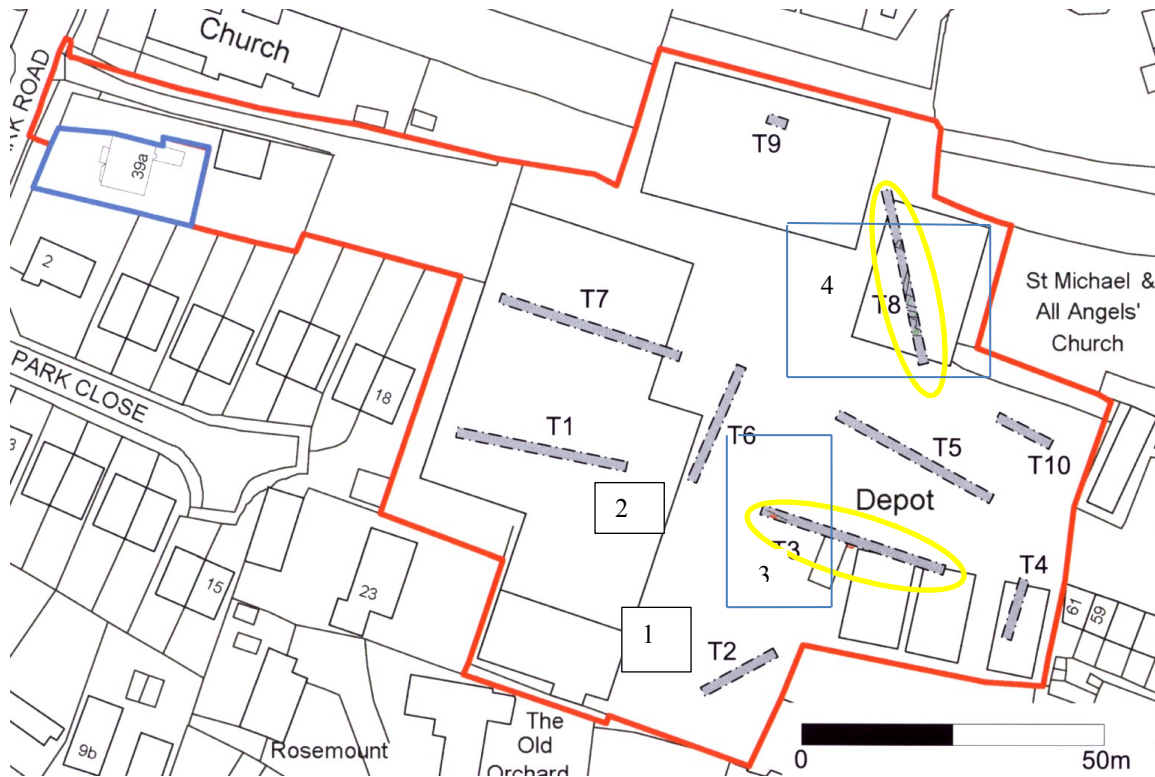 Church
NK ROAD
39a
T9
2
4
T8
St Michael &
All Angels'
Church
T7
PARK CLOSE
18
T1
T6
T5
T10
2
Depot
T3
3
T4
15
23
61
59
1
T2
The
Old
Orchard
Rosemount
9b
0
50m